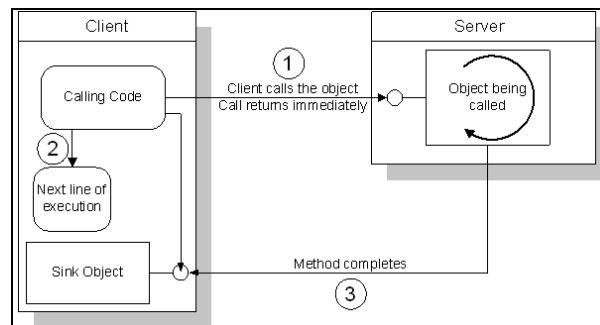 Client
Server
1
Client calls the object
Call returns immediately
Calling Code
Object being
called
2
Next line of
execution
Sink Object
Method completes
3